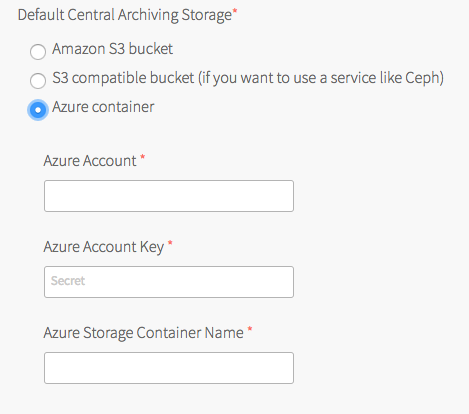 Default Central Archiving Storage*
Amazon S3 bucket
S3 compatible bucket (if you want to use a service like Ceph)
Azure container
Azure Account *
Azure Account Key *
Secret
Azure Storage Container Name *